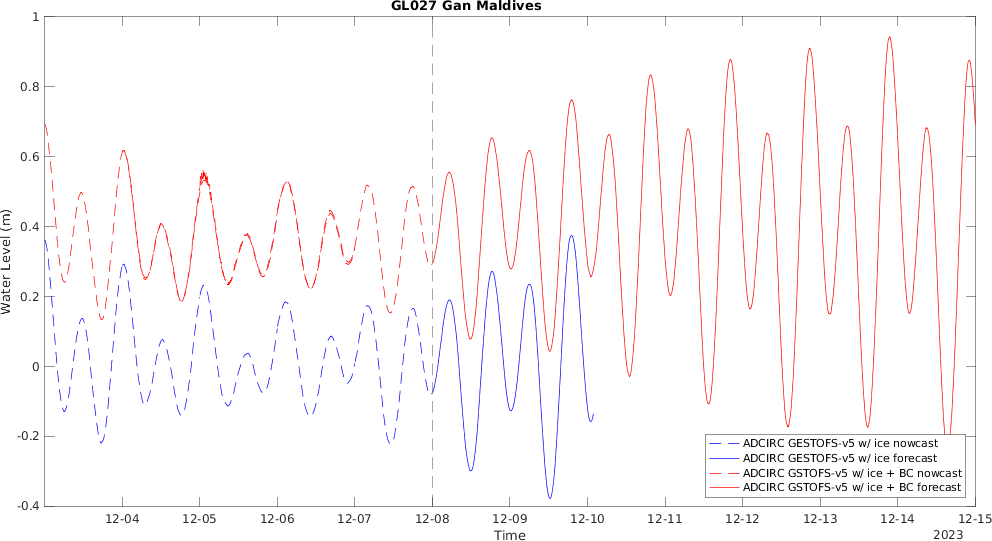 GL027 Gan Maldives
1
0.8
0.6
0.4
0.2
0
-0.2
-0.4
Water Level (m)
ADCIRC GESTOFS-v5 w/ ice nowcast
ADCIRC GESTOFS-v5 w/ ice forecast
ADCIRC GSTOFS-v5 w/ ice + BC nowcast
ADCIRC GSTOFS-v5 w/ ice + BC forecast
12-04 12-05 12-06 12-07 12-08 12-09 12-10 12-11 12-12 12-13 12-14 12-15
Time
2023